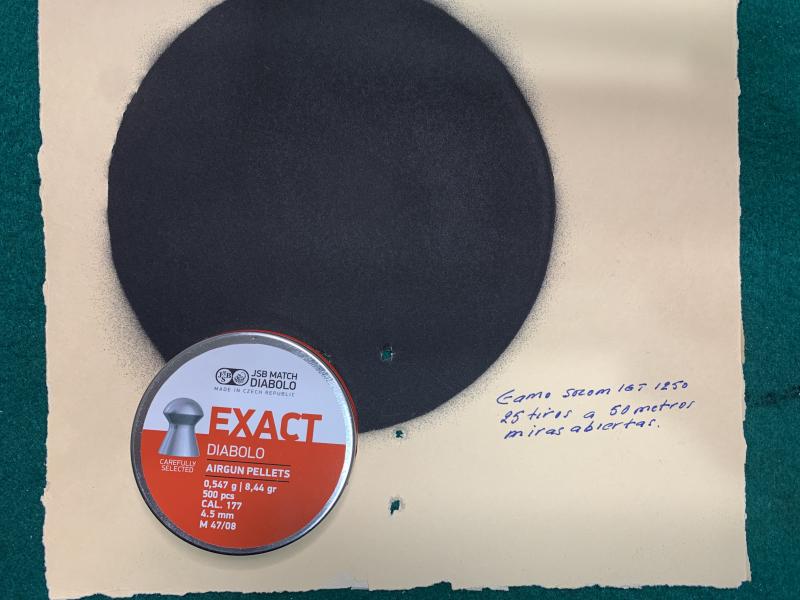 JSB MATCH
DIABOLO
MADE IN CZECH REPUBLIC
EXACT
DIABOLO
CAREFULLY
SELECTED
AIRGUN PELLETS
0,547 g | 8,44 gr
500 pcs
CAL. 177
4.5 mm
M 47/08
Gamo Socom IGT 1250
25 tiros a 50 metros
miras abiertas.